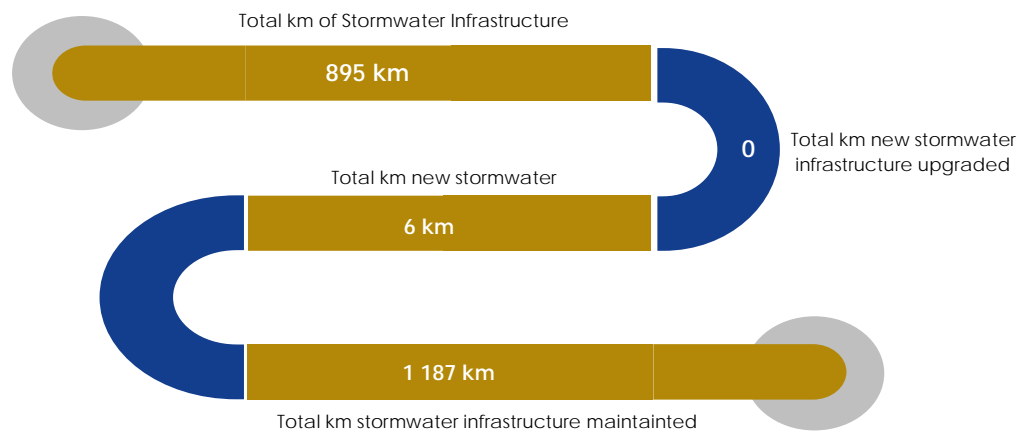 Total km of Stormwater Infrastructure
895 km
0
Total km new stormwater
infrastructure upgraded
Total km new stormwater
6 km
1 187 km
Total km stormwater infrastructure maintainted